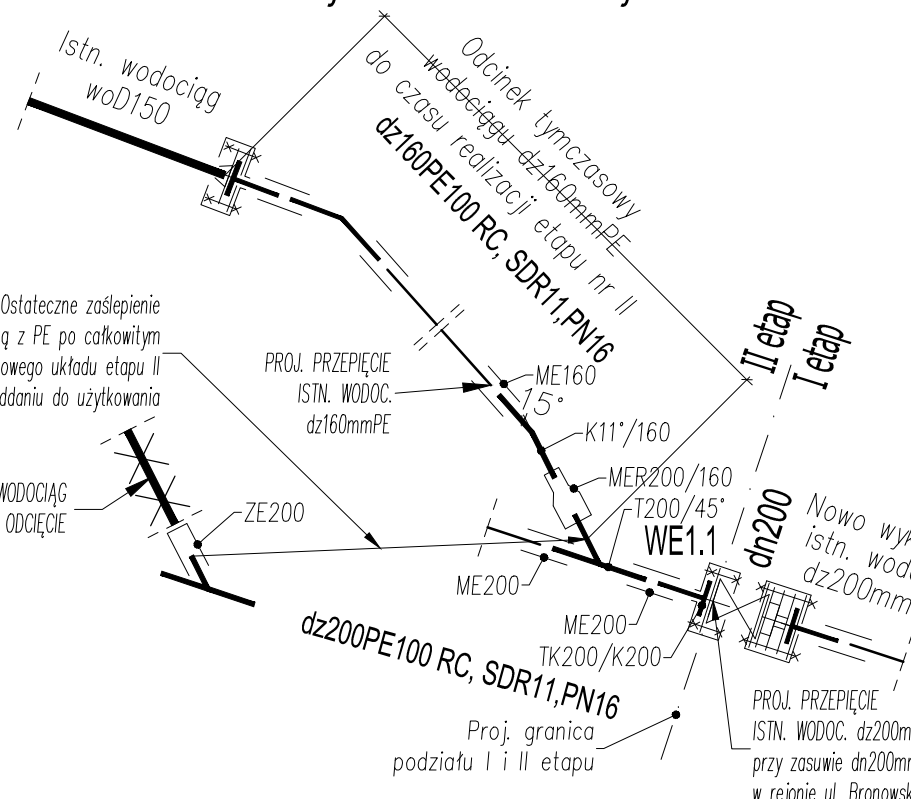 Istn. wodociąg
woD150
Odcinek tymczasowy
wodociągu dz160mmPE
do czasu realizacji etapu nr II
dz160PE100 RC, SDR11,PN16
II etap
I etap
Ostateczne zaślepienie
ą z PE po całkowitym
owego układu etapu II
ddaniu do użytkowania
PROJ. PRZEPIĘCIE
ISTN. WODOC.
dz160mmPE
ME160
15°
K11°/160
MER200/160
T200/45°
WE1.1
dn200
WODOCIĄG
ODCIĘCIE
ZE200
ME200
ME200
TK200/K200
Nowo wyk
istn. wodo
dz200mm
dz200PE100 RC, SDR11,PN16
Proj. granica
podziału I i II etapu
PROJ. PRZEPIĘCIE
ISTN. WODOC. dz200m
przy zasuwie dn200mm
w rejonie ul. Bronowsk